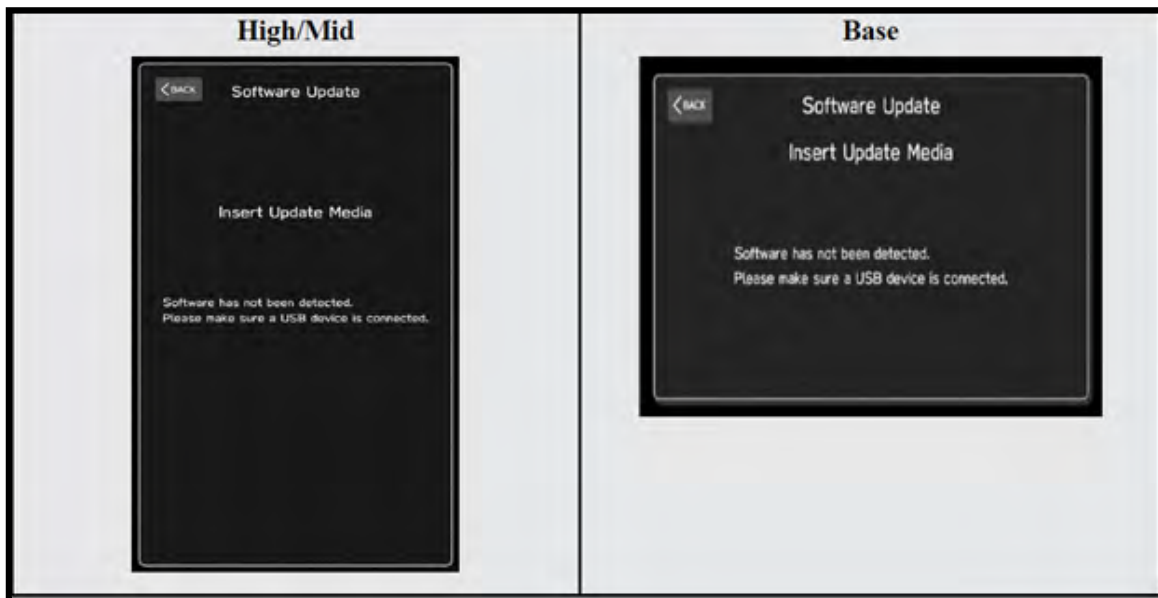 High/Mid
< BACK Software Update
Insert Update Media
Software has not been detected.
Please make sure a USB device is connected.
Base
< BACK Software Update
Insert Update Media
Software has not been detected.
Please make sure a USB device is connected.